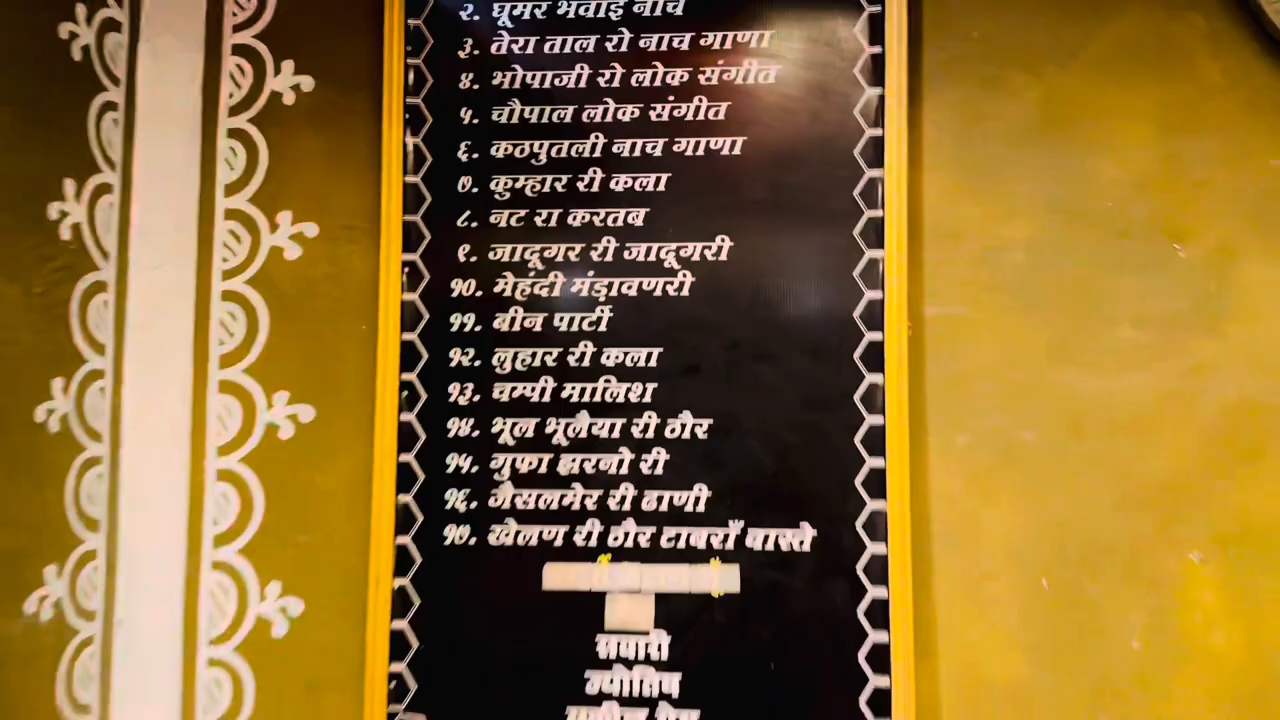 २. घूमर भवाई नाच
३. तेरा ताल रो नाच गाणा
४. भोपाजी रो लोक संगीत
५. चौपाल लोक संगीत
६. कठपुतली नाच गाणा
७. कुम्हार री कला
८. नट रा करतब
९. जादूगर री जादूगरी
१०. मेहंदी मंड़ावणरी
११. बीन पार्टी
१२. लुहार री कला
१३. चम्पी मालिश
१४. भूल भूलैया री ठौर
१५. गुफा झरनो री
१६. जैसलमेर री ढाणी
१७. खेलण री ठौर टाबराँ वास्ते
सवारी
ज्योतिष